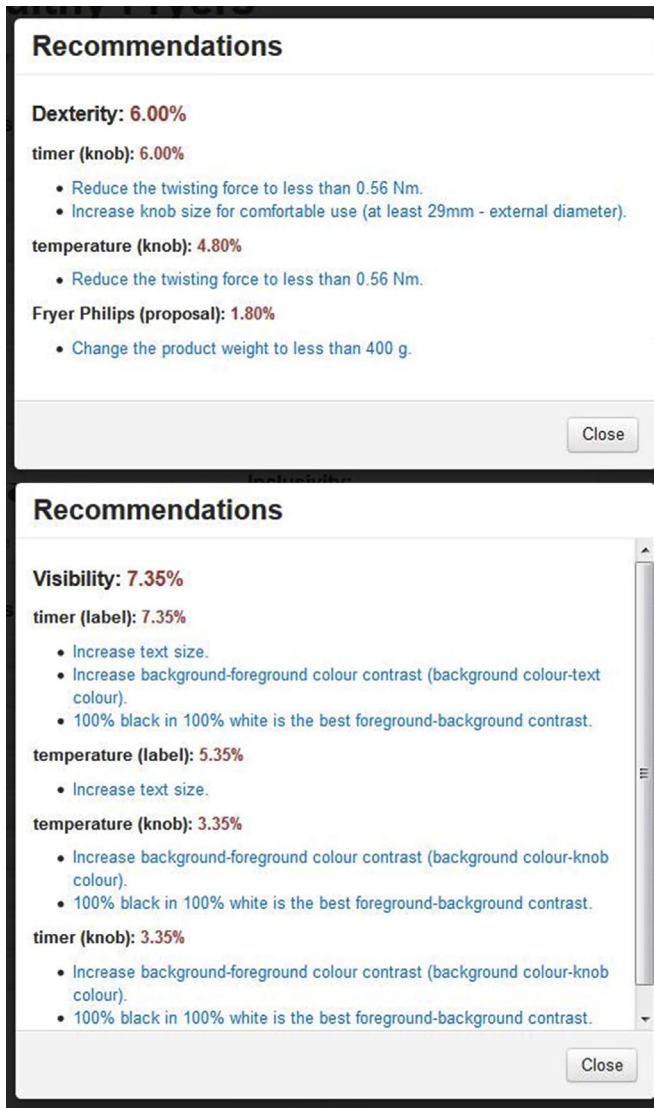 althy Fryers
Recommendations
Dexterity: 6.00%
timer (knob): 6.00%
• Reduce the twisting force to less than 0.56 Nm.
• Increase knob size for comfortable use (at least 29mm - external diameter).
temperature (knob): 4.80%
• Reduce the twisting force to less than 0.56 Nm.
Fryer Philips (proposal): 1.80%
• Change the product weight to less than 400 g.
Close
Inclusivity:
Recommendations
Visibility: 7.35%
timer (label): 7.35%
• Increase text size.
• Increase background-foreground colour contrast (background colour-text
colour).
• 100% black in 100% white is the best foreground-background contrast.
temperature (label): 5.35%
• Increase text size.
temperature (knob): 3.35%
• Increase background-foreground colour contrast (background colour-knob
colour).
• 100% black in 100% white is the best foreground-background contrast.
timer (knob): 3.35%
• Increase background-foreground colour contrast (background colour-knob
colour).
• 100% black in 100% white is the best foreground-background contrast.
Close